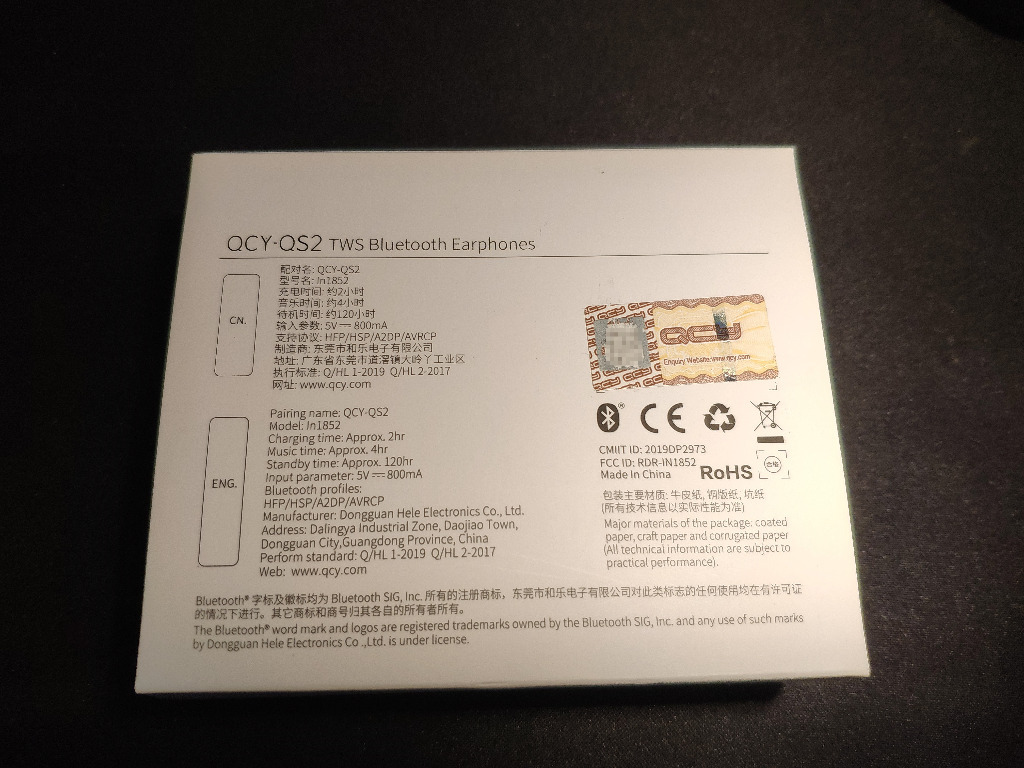 QCY-QS2 TWS Bluetooth Earphones
CN.
配对名: QCY-QS2
型号名: In1852
充电时间: 约2小时
音乐时间: 约4小时
待机时间: 约120小时
输入参数: 5V⎓800mA
支持协议: HFP/HSP/A2DP/AVRCP
制造商: 东莞市和乐电子有限公司
地址: 广东省东莞市道滘镇大岭丫工业区
执行标准: Q/HL 1-2019 Q/HL 2-2017
网址: www.qcy.com
ENG.
Pairing name: QCY-QS2
Model: In1852
Charging time: Approx. 2hr
Music time: Approx. 4hr
Standby time: Approx. 120hr
Input parameter: 5V⎓800mA
Bluetooth profiles:
HFP/HSP/A2DP/AVRCP
Manufacturer: Dongguan Hele Electronics Co., Ltd.
Address: Dalingya Industrial Zone, Daojiao Town,
Dongguan City,Guangdong Province, China
Perform standard: Q/HL 1-2019 Q/HL 2-2017
Web: www.qcy.com
QCY
Enquiry Website:www.qcy.com
CE
CMIIT ID: 2019DP2973
FCC ID: RDR-IN1852
Made In China
RoHS
合格
包装主要材质: 牛皮纸, 铜版纸, 坑纸
(所有技术信息以实际性能为准)
Major materials of the package: coated
paper, craft paper and corrugated paper
(All technical information are subject to
practical performance).
Bluetooth® 字标及徽标均为 Bluetooth SIG, Inc. 所有的注册商标，东莞市和乐电子有限公司对此类标志的任何使用均在有许可证
的情况下进行。其它商标和商号归其各自的所有者所有。
The Bluetooth® word mark and logos are registered trademarks owned by the Bluetooth SIG, Inc. and any use of such marks
by Dongguan Hele Electronics Co .,Ltd. is under license.